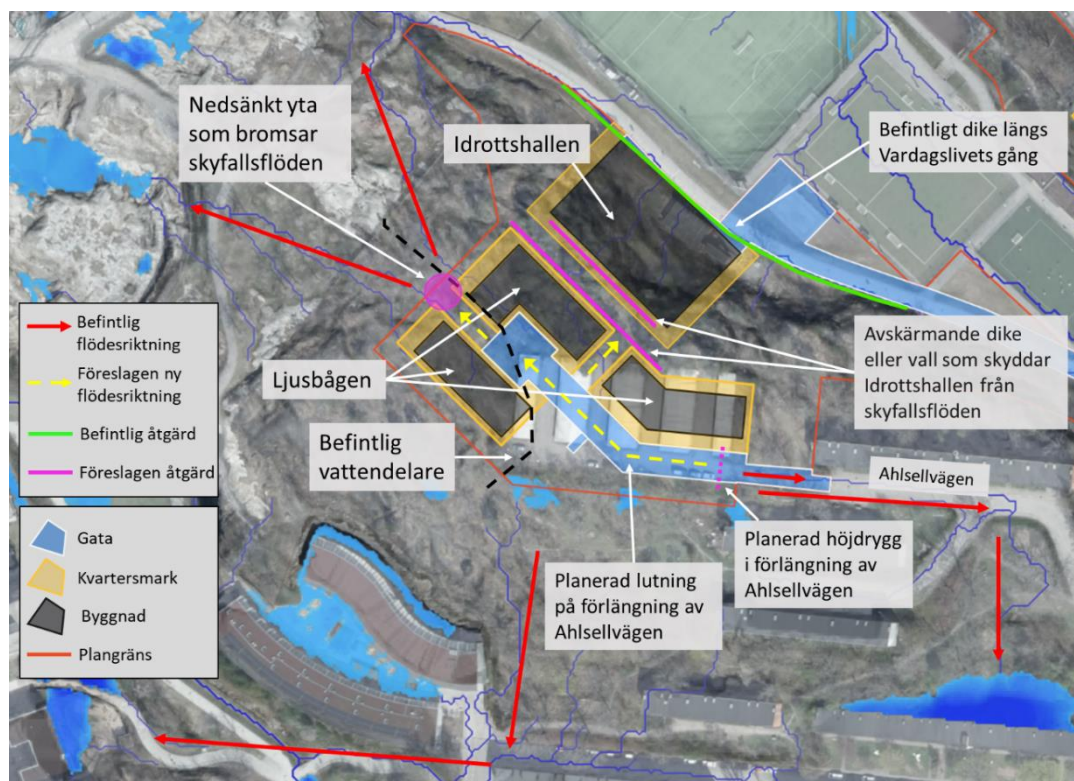 Nedsänkt yta
som bromsar
skyfallsflöden
Idrottshallen
Befintligt dike längs
Vardagslivets gång
Befintlig
flödesriktning
Föreslagen ny
flödesriktning
Befintlig åtgärd
Föreslagen åtgärd
Ljusbågen
Avskärmande dike
eller vall som skyddar
Idrottshallen från
skyfallsflöden
Befintlig
vattendelare
Ahlsellvägen
Planerad lutning
på förlängning av
Ahlsellvägen
Planerad höjdrygg
i förlängning av
Ahlsellvägen
Gata
Kvartersmark
Byggnad
Plangräns